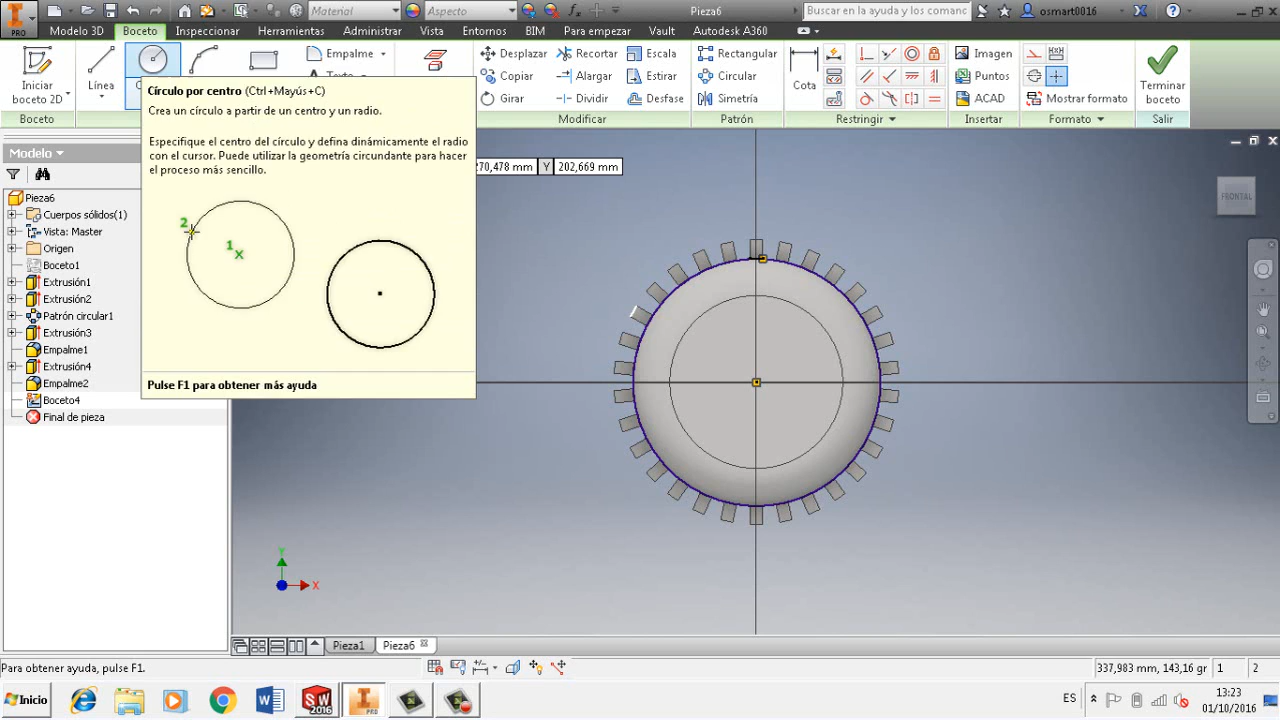 Material
Aspecto
Pieza6
Buscar en la ayuda y los comanc
osmart0016
PRO
Modelo 3D
Boceto
Inspeccionar
Herramientas
Administrar
Vista
Entornos
BIM
Para empezar
Vault
Autodesk A360
Iniciar
boceto 2D
Línea
Empalme
Desplazar
Copiar
Girar
Recortar
Alargar
Dividir
Escala
Estirar
Desfase
Rectangular
Circular
Simetría
Cota
Imagen
Puntos
ACAD
Mostrar formato
Terminar
boceto
Boceto
Modificar
Patrón
Restringir
Insertar
Formato
Salir
Círculo por centro (Ctrl+Mayús+C)
Crea un círculo a partir de un centro y un radio.
Especifique el centro del círculo y defina dinámicamente el radio
con el cursor. Puede utilizar la geometría circundante para hacer
el proceso más sencillo.
2
1
Pulse F1 para obtener más ayuda
270,478 mm Y 202,669 mm
FRONTAL
Modelo
Pieza6
Cuerpos sólidos(1)
Vista: Master
Origen
Boceto1
Extrusión1
Extrusión2
Patrón circular1
Extrusión3
Empalme1
Extrusión4
Empalme2
Boceto4
Final de pieza
Y
X
Pieza1
Pieza6
Para obtener ayuda, pulse F1.
337,983 mm, 143,16 gr
1
2
Inicio
SW
2016
PRO
ES
13:23
01/10/2016